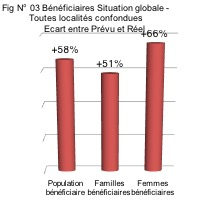 Fig N° 03 Bénéficiaires Situation globale -
Toutes localités confondues
Ecart entre Prévu et Réel
+58%
+51%
+66%
Population
bénéficiaire
Familles
bénéficiaires
Femmes
bénéficiaires